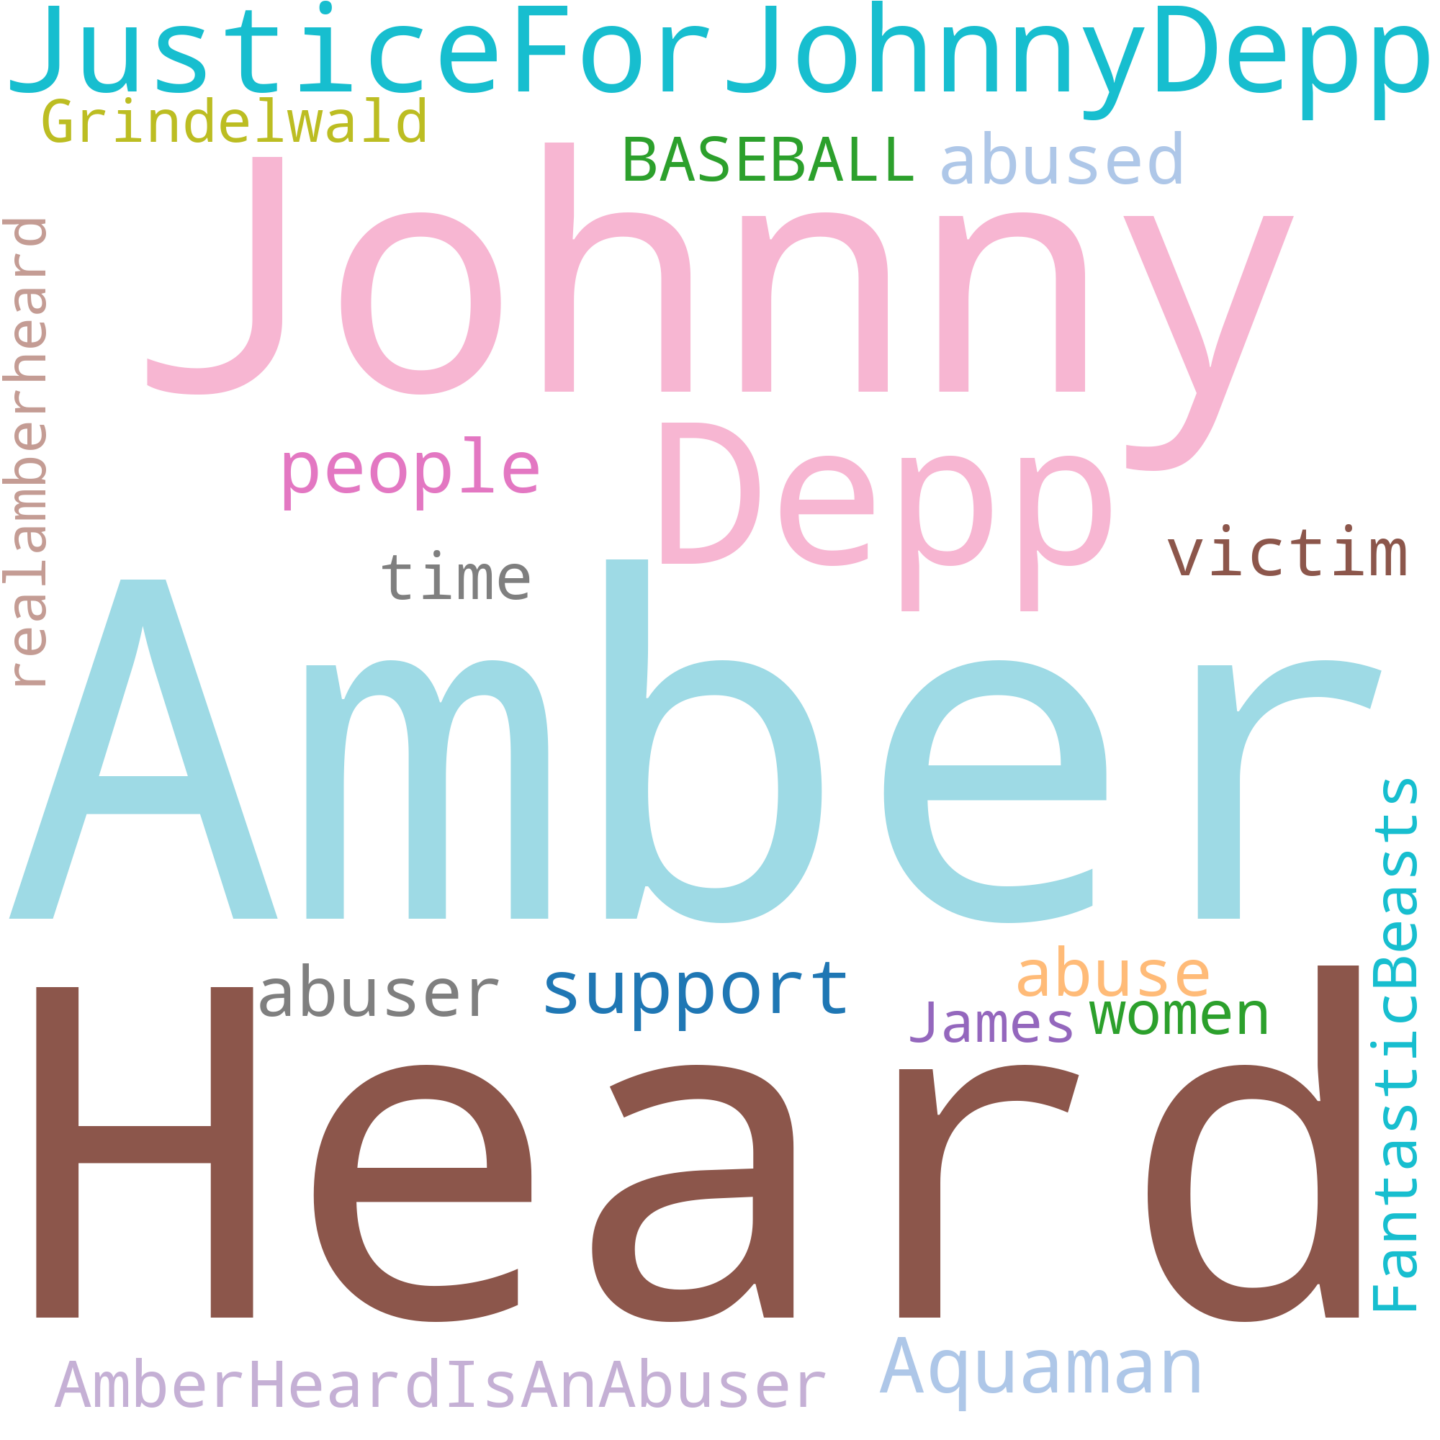 JusticeForJohnnyDepp
Grindelwald
BASEBALL
abused
Johnny
realamberheard
people
Depp
victim
time
Amber
FantasticBeasts
abuser
support
abuse
James
women
Heard
AmberHeardIsAnAbuser
Aquaman